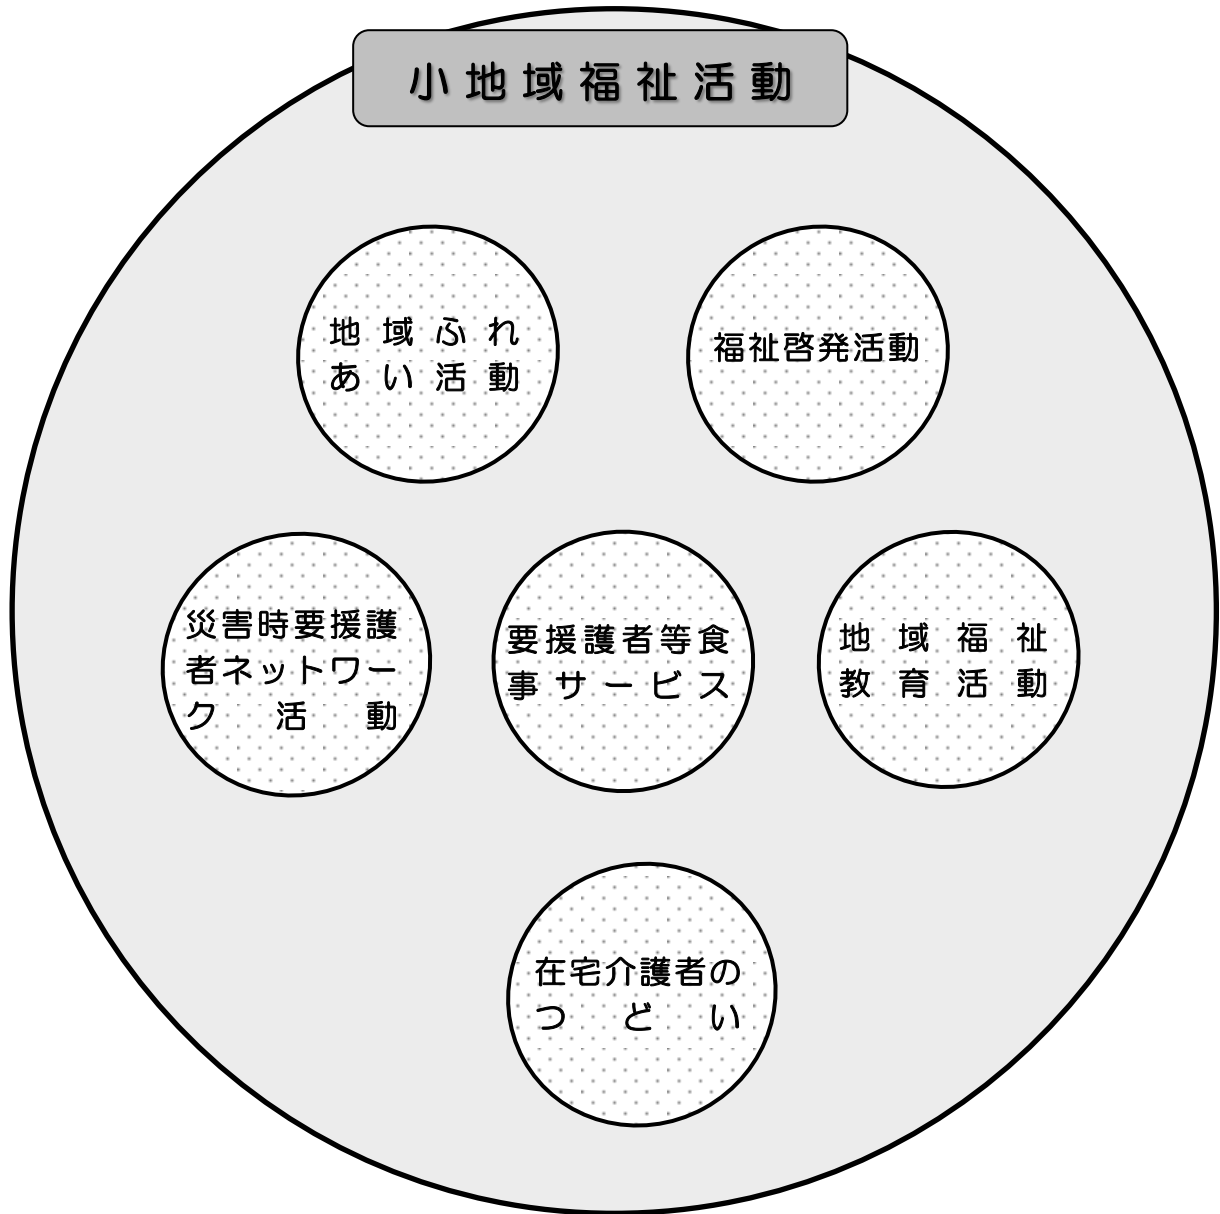 小地域福祉活動
地域ふれ
あい活動
福祉啓発活動
災害時要援護
者ネットワー
ク活動
要援護者等食
事サービス
地域福祉
教育活動
在宅介護者の
つどい